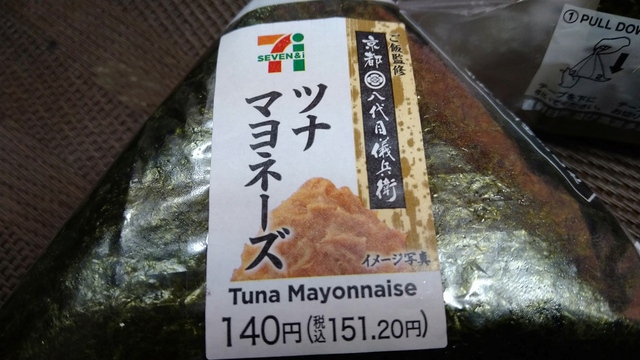 SEVEN&i
ご飯監修
京都 八代目儀兵衛
ツナ
マヨネーズ
イメージ写真
Tuna Mayonnaise
140円(税込151.20円)
① PULL DOW